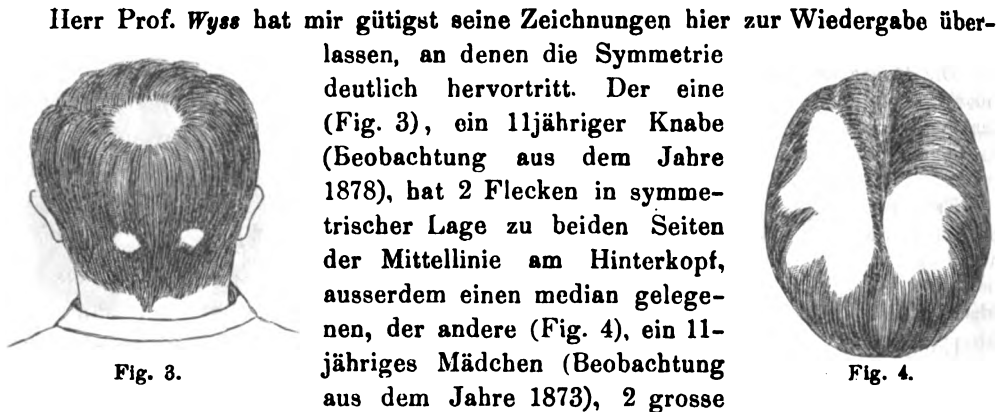 Herr Prof. Wyss hat mir gütigst seine Zeichnungen hier zur Wiedergabe über-
lassen, an denen die Symmetrie
deutlich hervortritt. Der eine
(Fig. 3), ein 11jähriger Knabe
(Beobachtung aus dem Jahre
1878), hat 2 Flecken in symme-
trischer Lage zu beiden Seiten
der Mittellinie am Hinterkopf,
ausserdem einen median gelege-
nen, der andere (Fig. 4), ein 11-
jähriges Mädchen (Beobachtung
aus dem Jahre 1873), 2 grosse
Fig. 3.
Fig. 4.